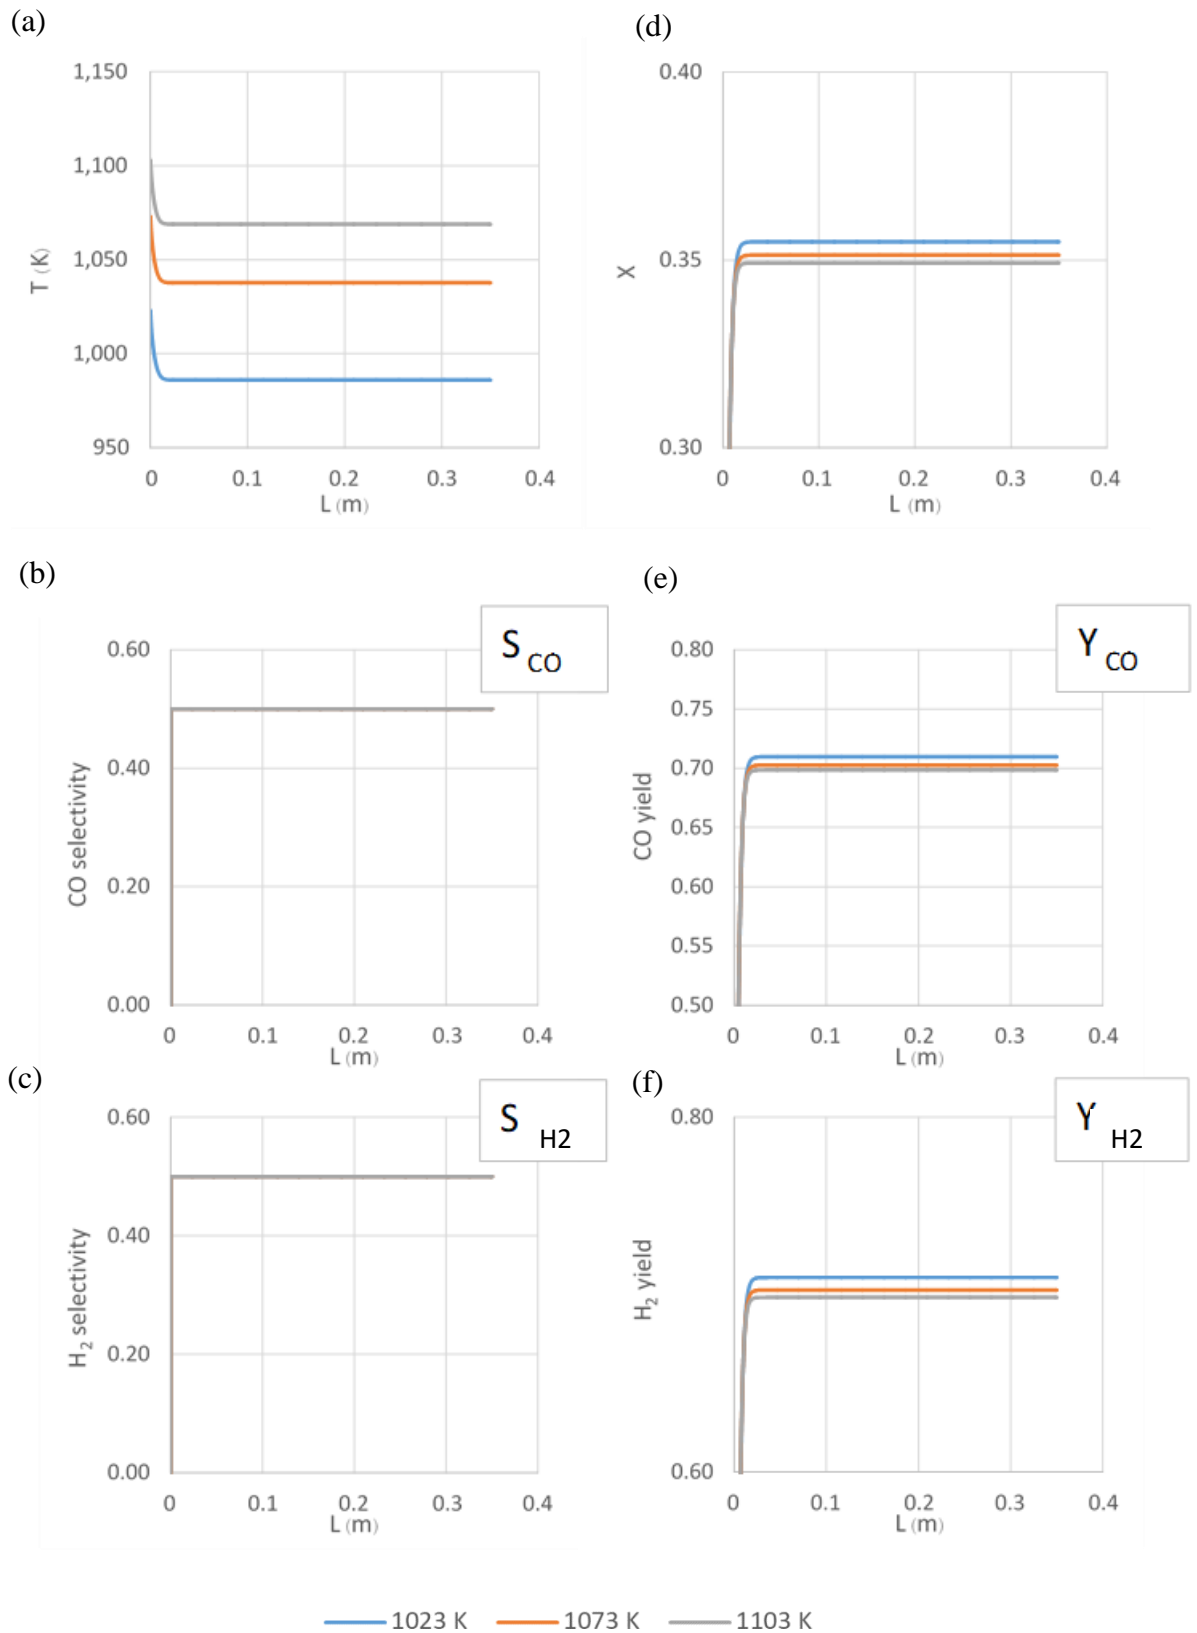 (a)
1,150
1,100
1,050
1,000
950
T (K)
0 0.1 0.2 0.3 0.4
L (m)
(d)
0.40
0.35
0.30
X
0 0.1 0.2 0.3 0.4
L (m)
(b)
S CO
0.60
0.40
0.20
0.00
CO selectivity
0 0.1 0.2 0.3 0.4
L (m)
(e)
Y CO
0.80
0.75
0.70
0.65
0.60
0.55
0.50
CO yield
0 0.1 0.2 0.3 0.4
L (m)
(c)
S H2
0.60
0.40
0.20
0.00
H₂ selectivity
0 0.1 0.2 0.3 0.4
L (m)
(f)
Y H2
0.80
0.60
H₂ yield
0 0.1 0.2 0.3 0.4
L (m)
1023 K 1073 K 1103 K